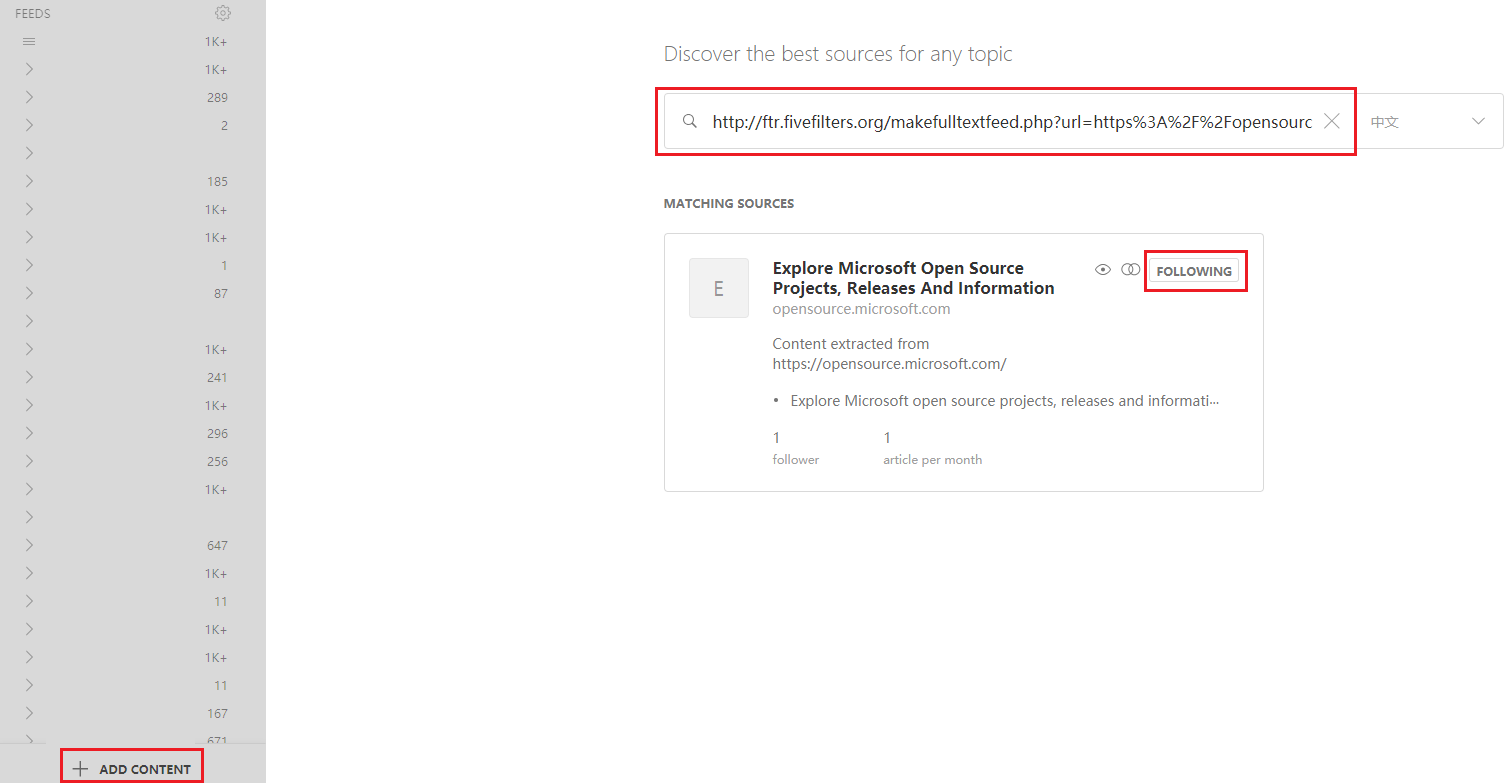 FEEDS
1K+
1K+
289
2
185
1K+
1K+
1
87
1K+
241
1K+
296
256
1K+
647
1K+
11
1K+
1K+
11
167
671
+ ADD CONTENT
Discover the best sources for any topic
http://ftr.fivefilters.org/makefulltextfeed.php?url=https%3A%2F%2Fopensourc
中文
MATCHING SOURCES
E
Explore Microsoft Open Source
Projects, Releases And Information
FOLLOWING
opensource.microsoft.com
Content extracted from
https://opensource.microsoft.com/
• Explore Microsoft open source projects, releases and informati...
1
follower
1
article per month